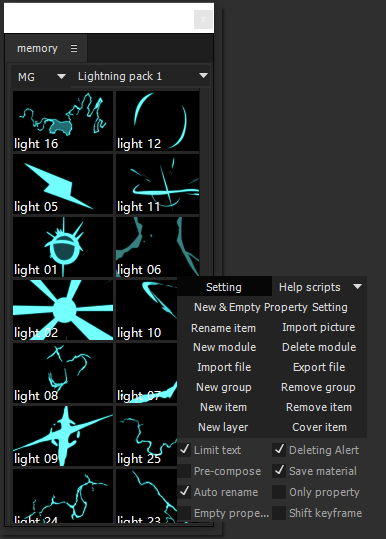 memory
MG Lightning pack 1
light 16 light 12
light 05 light 11
light 01 light 06
light 02 light 10
light 08
light 09 light 25
light 24 light 23
light 07
Setting Help scripts
New & Empty Property Setting
Rename item Import picture
New module Delete module
Import file Export file
New group Remove group
New item Remove item
New layer Cover item
Limit text Deleting Alert
Pre-compose Save material
Auto rename Only property
Empty prope... Shift keyframe